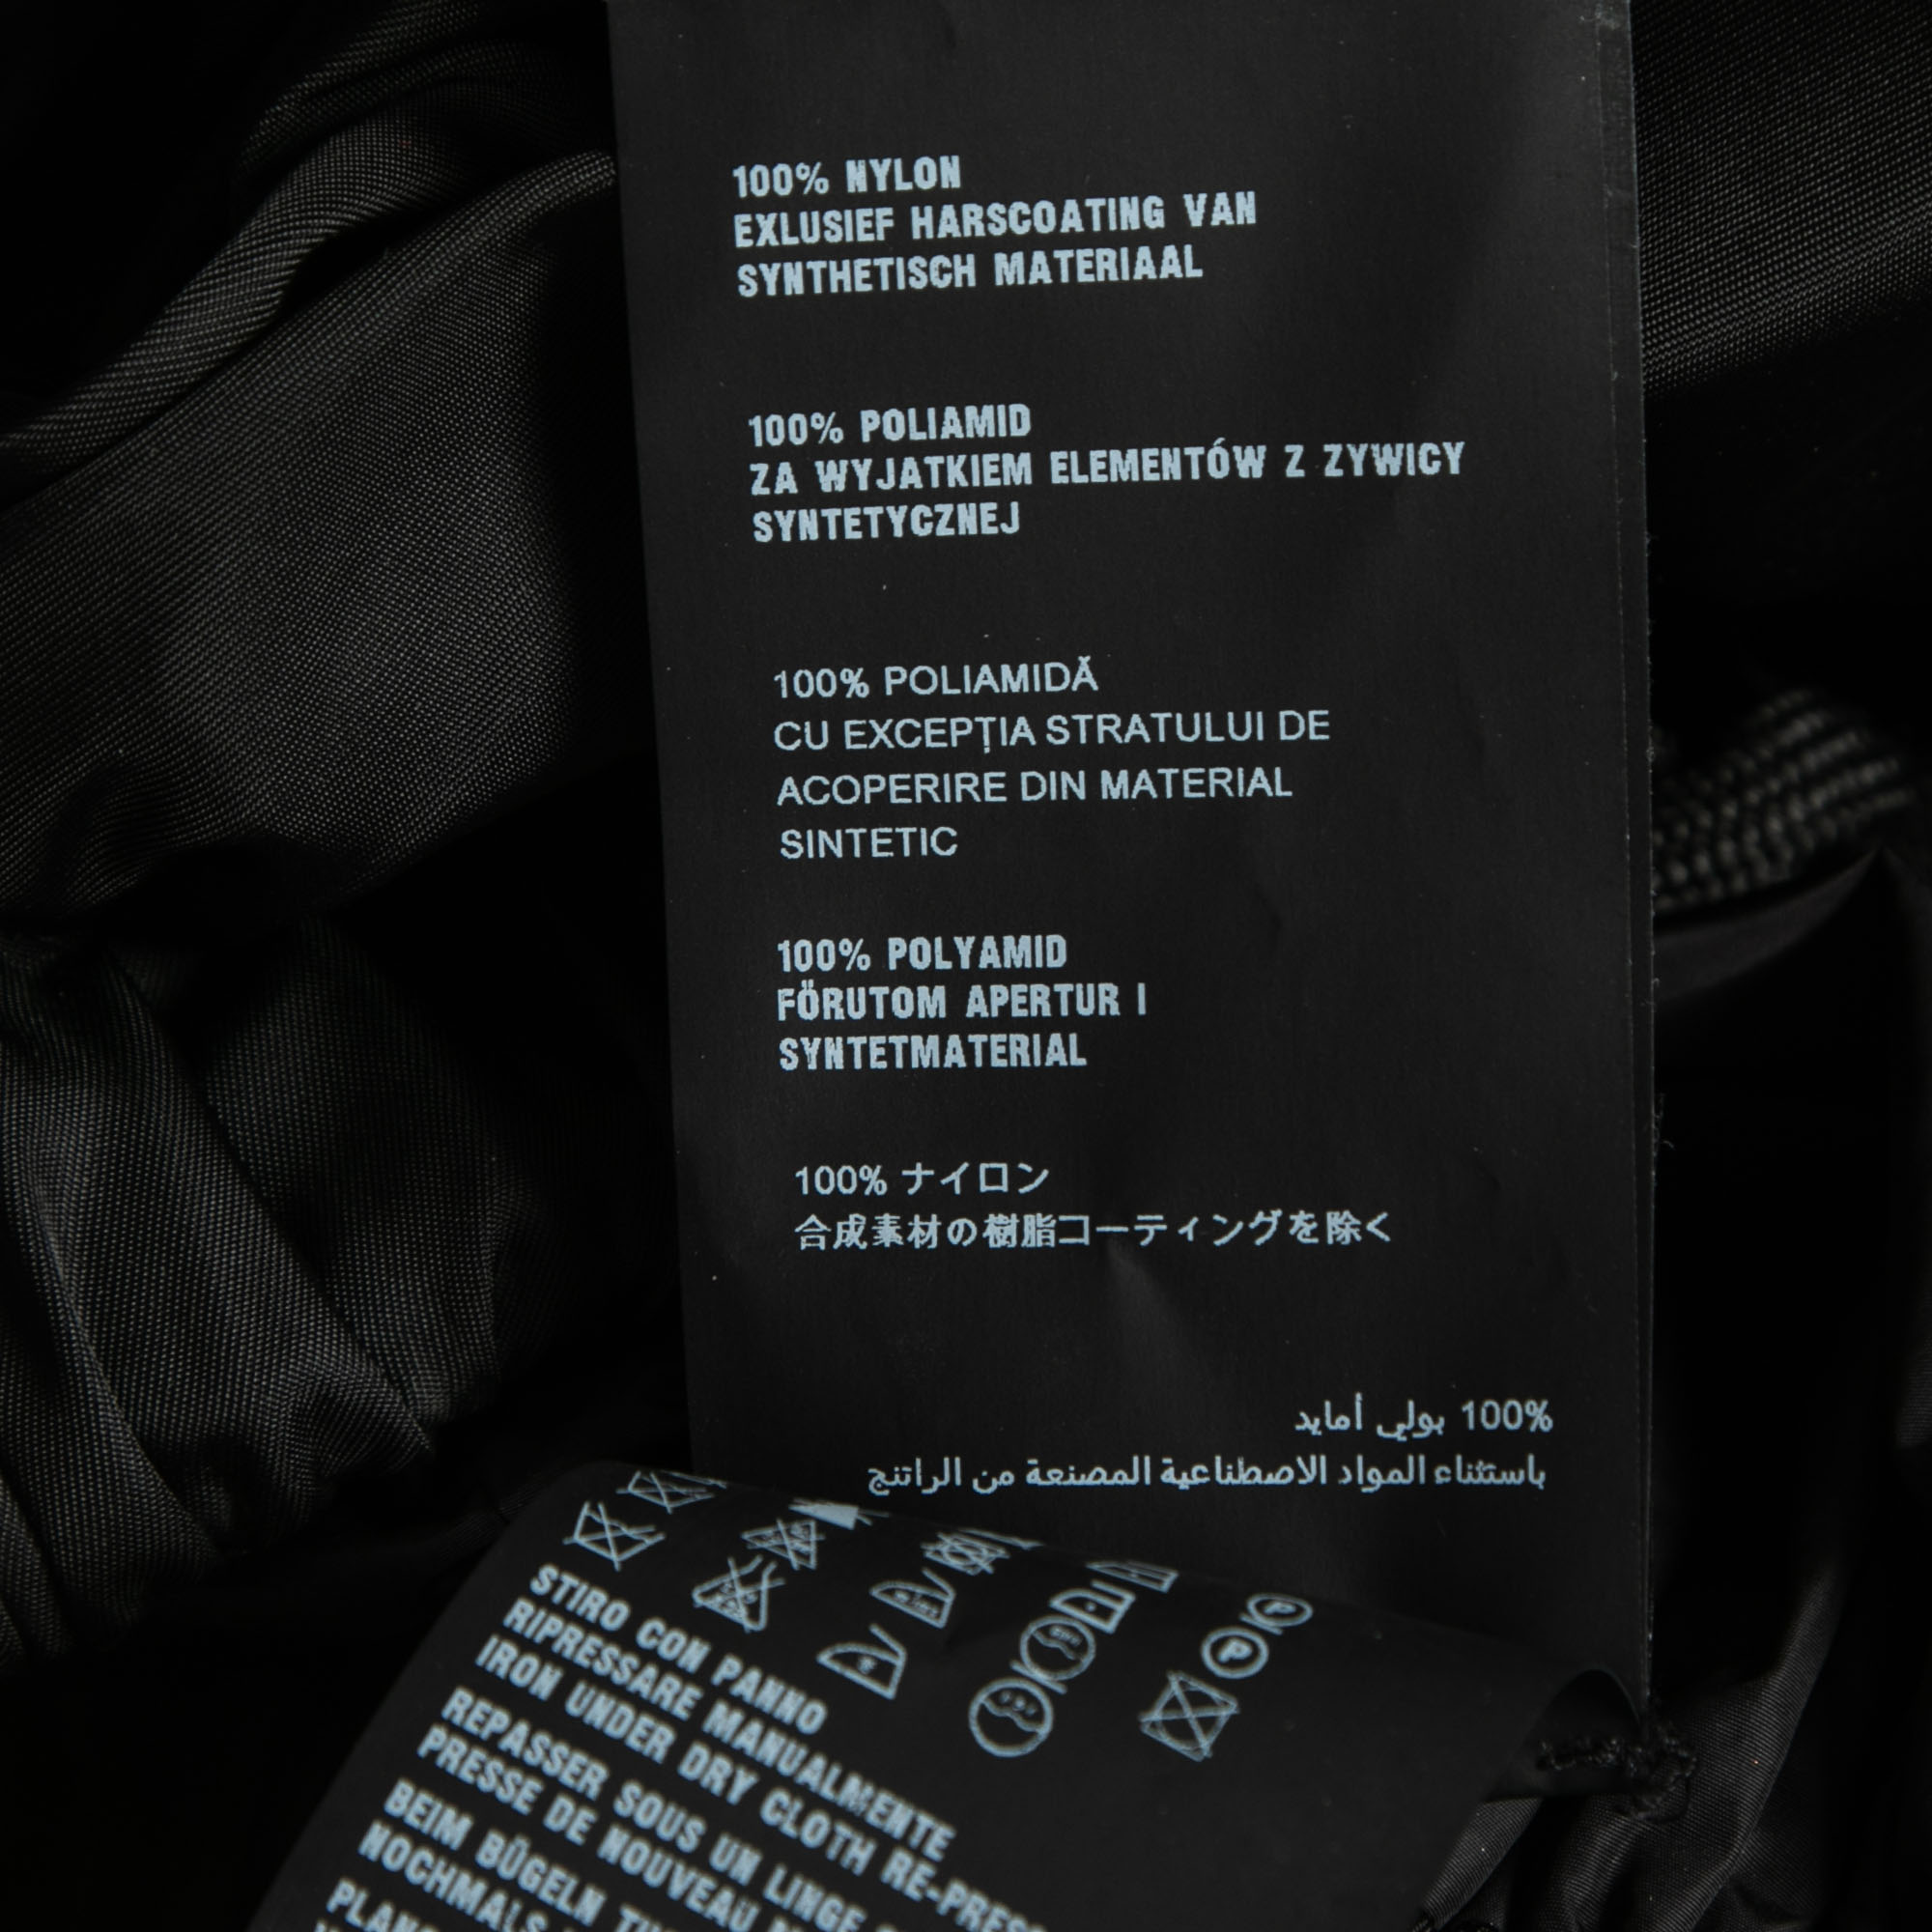 100% NYLON
EXLUSIEF HARSCOATING VAN
SYNTHETISCH MATERIAAL
100% POLIAMID
ZA WYJATKIEM ELEMENTÓW Z ZYWICY
SYNTETYCZNEJ
100% POLIAMIDĂ
CU EXCEPŢIA STRATULUI DE
ACOPERIRE DIN MATERIAL
SINTETIC
100% POLYAMID
FÖRUTOM APERTUR I
SYNTETMATERIAL
100% ナイロン
合成素材の樹脂コーティングを除く
100% بولي أمايد
باستثناء المواد الاصطناعية المصنعة من الراتنج
STIRO CON PANNO
RIPRESSARE MANUALMENTE
IRON UNDER DRY CLOTH RE-PRESS
REPASSER SOUS UN LINGE
PRESSE DE NOUVEAU
BEIM BÜGELN
NOCHMALS